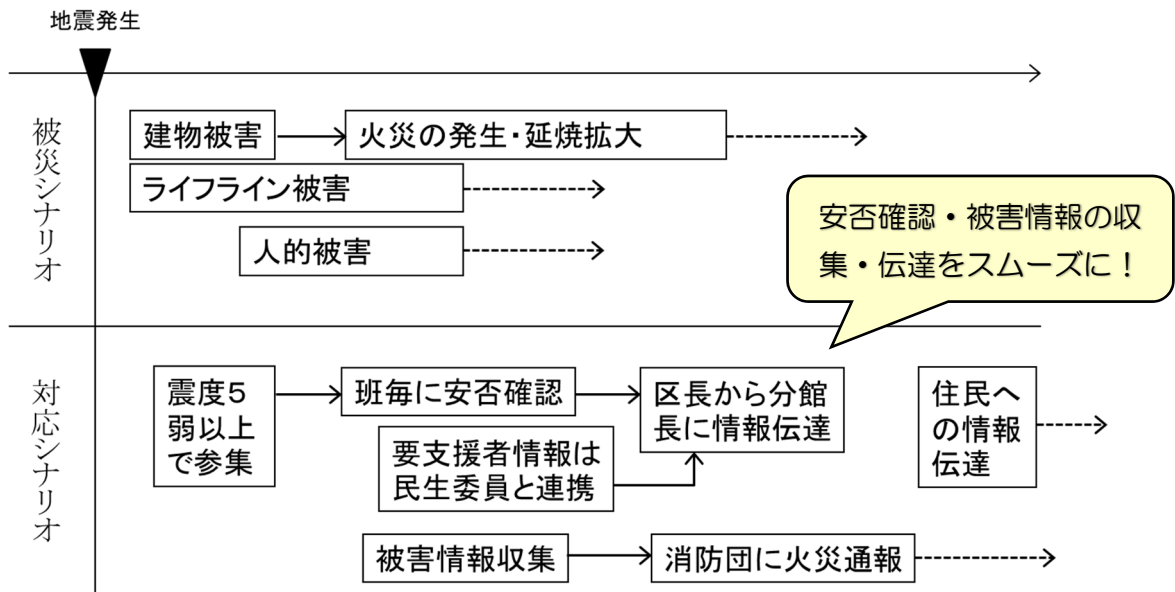 地震発生
被災シナリオ
建物被害
火災の発生・延焼拡大
ライフライン被害
人的被害
安否確認・被害情報の収
集・伝達をスムーズに！
対応シナリオ
震度５
弱以上
で参集
班毎に安否確認
要支援者情報は
民生委員と連携
区長から分館
長に情報伝達
住民へ
の情報
伝達
被害情報収集
消防団に火災通報